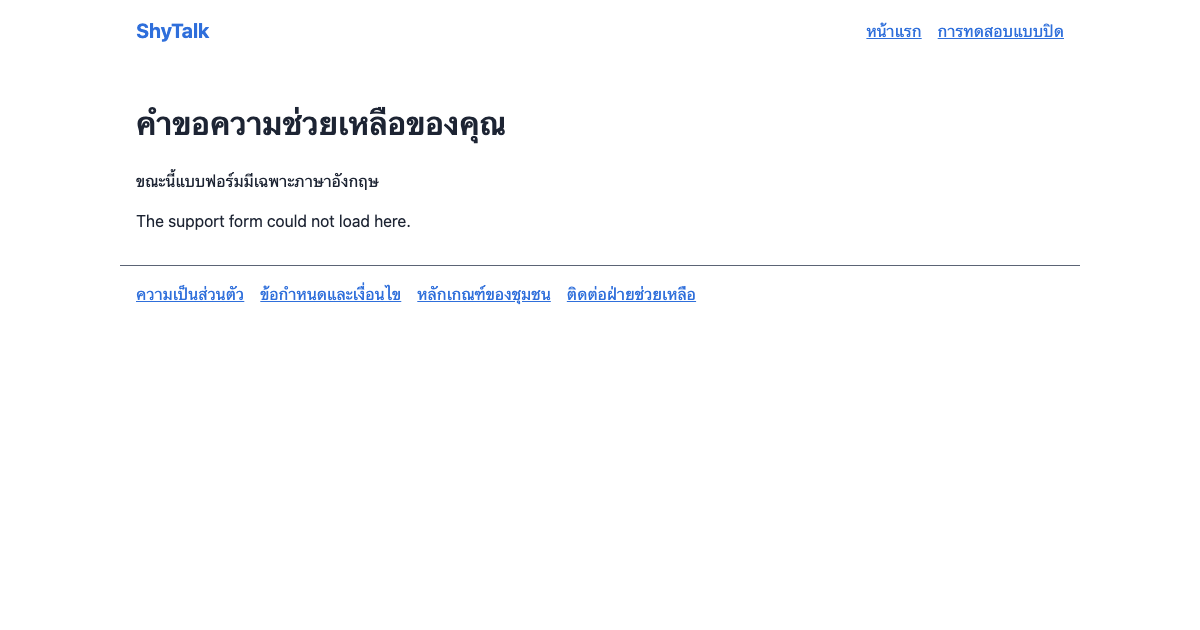 ShyTalk
หน้าแรก การทดสอบแบบปิด
คำขอความช่วยเหลือของคุณ
ขณะนี้แบบฟอร์มมีเฉพาะภาษาอังกฤษ
The support form could not load here.
ความเป็นส่วนตัว ข้อกำหนดและเงื่อนไข หลักเกณฑ์ของชุมชน ติดต่อฝ่ายช่วยเหลือ